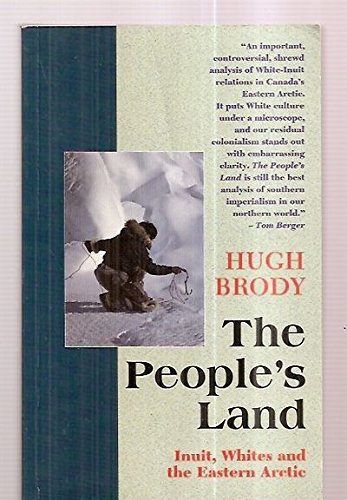 "An important,
controversial, shrewd
analysis of White-Inuit
relations in Canada's
Eastern Arctic.
It puts White culture
under a microscope,
and our residual
colonialism stands out
with embarrassing
clarity. The People's
Land is still the best
analysis of southern
imperialism in our
northern world."
– Tom Berger
HUGH
BRODY
The
People's
Land
Inuit, Whites and
the Eastern Arctic